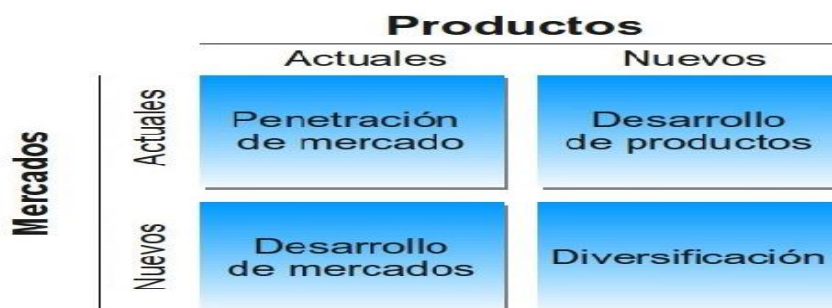 Productos
Actuales Nuevos
Mercados
Actuales
Penetración
de mercado
Desarrollo
de productos
Nuevos
Desarrollo
de mercados
Diversificación